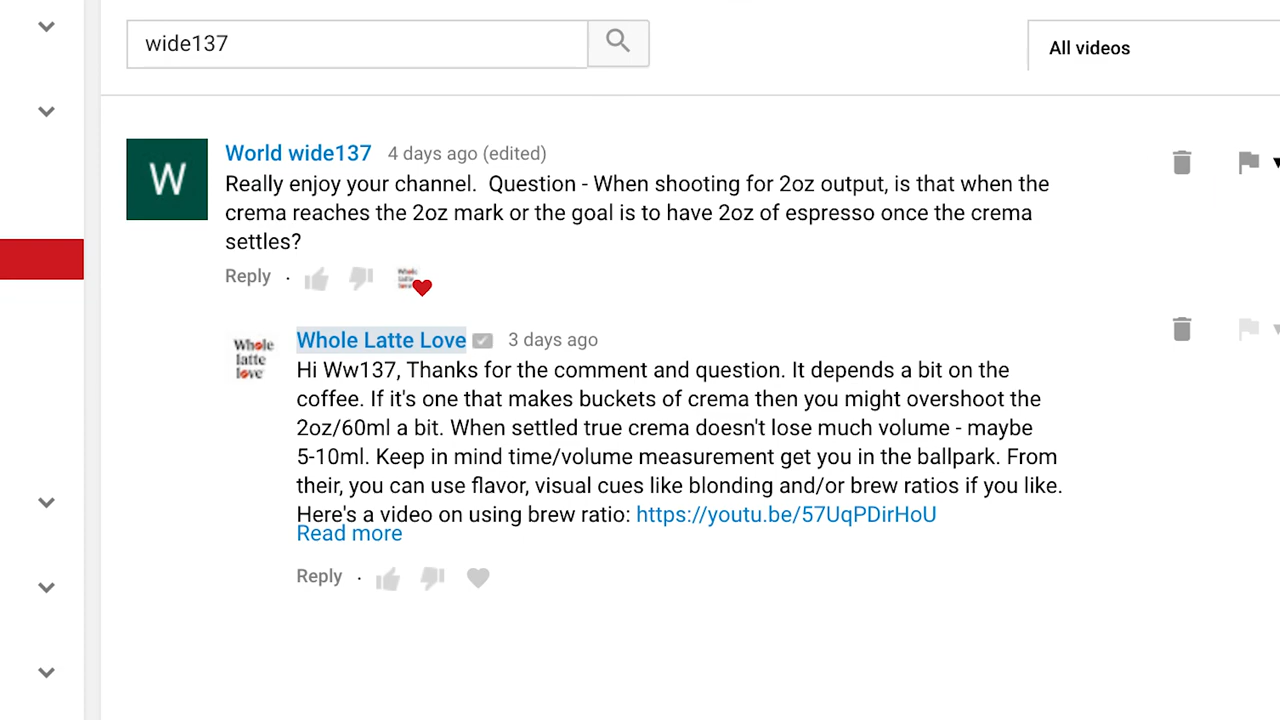 wide137
All videos
W
World wide137 4 days ago (edited)
Really enjoy your channel.  Question - When shooting for 2oz output, is that when the
crema reaches the 2oz mark or the goal is to have 2oz of espresso once the crema
settles?
Reply ·
Whole
latte
love
Whole Latte Love 3 days ago
Hi Ww137, Thanks for the comment and question. It depends a bit on the
coffee. If it's one that makes buckets of crema then you might overshoot the
2oz/60ml a bit. When settled true crema doesn't lose much volume - maybe
5-10ml. Keep in mind time/volume measurement get you in the ballpark. From
their, you can use flavor, visual cues like blonding and/or brew ratios if you like.
Here's a video on using brew ratio: https://youtu.be/57UqPDirHoU
Read more
Reply ·